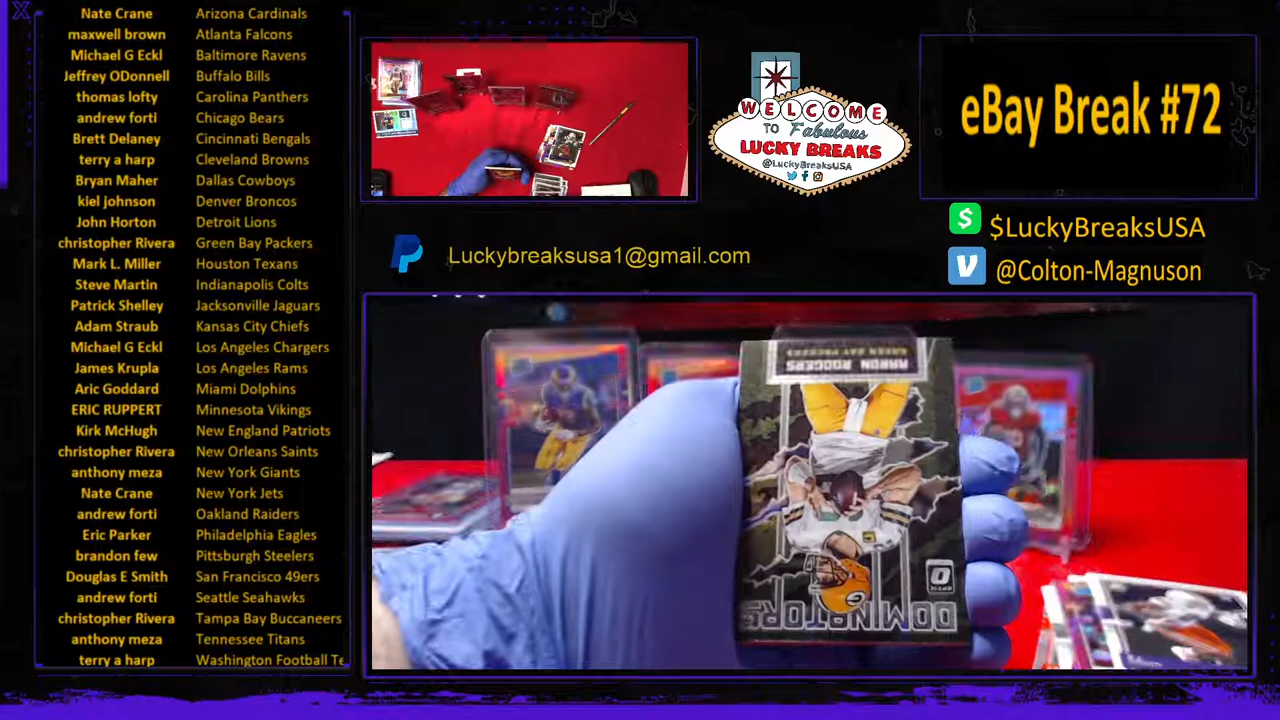 Nate Crane Arizona Cardinals
maxwell brown Atlanta Falcons
Michael G Eckl Baltimore Ravens
Jeffrey ODonnell Buffalo Bills
thomas lofty Carolina Panthers
andrew forti Chicago Bears
Brett Delaney Cincinnati Bengals
terry a harp Cleveland Browns
Bryan Maher Dallas Cowboys
kiel johnson Denver Broncos
John Horton Detroit Lions
christopher Rivera Green Bay Packers
Mark L. Miller Houston Texans
Steve Martin Indianapolis Colts
Patrick Shelley Jacksonville Jaguars
Adam Straub Kansas City Chiefs
Michael G Eckl Los Angeles Chargers
James Krupla Los Angeles Rams
Aric Goddard Miami Dolphins
ERIC RUPPERT Minnesota Vikings
Kirk McHugh New England Patriots
christopher Rivera New Orleans Saints
anthony meza New York Giants
Nate Crane New York Jets
andrew forti Oakland Raiders
Eric Parker Philadelphia Eagles
brandon few Pittsburgh Steelers
Douglas E Smith San Francisco 49ers
andrew forti Seattle Seahawks
christopher Rivera Tampa Bay Buccaneers
anthony meza Tennessee Titans
terry a harp Washington Football Te
WELCOME
TO Fabulous
LUCKY BREAKS
@LuckyBreaksUSA
eBay Break #72
$LuckyBreaksUSA
@Colton-Magnuson
Luckybreaksusa1@gmail.com
GREEN BAY PACKERS
AARON RODGERS
OPTIC
DOMINATORS